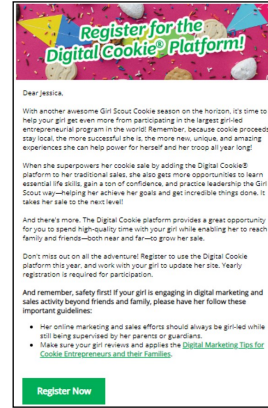 Register for the
Digital Cookie® Platform!
Dear Jessica,
With another awesome Girl Scout Cookie season on the horizon, it's time to
help your girl get even more from participating in the largest girl-led
entrepreneurial program in the world! Remember, because cookie proceeds
stay local, the more successful she is, the more new, unique, and amazing
experiences she can help power for herself and her troop all year long!
When she superpowers her cookie sale by adding the Digital Cookie®
platform to her traditional sales, she also gets more opportunities to learn
essential life skills, gain a ton of confidence, and practice leadership the Girl
Scout way—helping her achieve her goals and get incredible things done. It
takes her sale to the next level!
And there's more. The Digital Cookie platform provides a great opportunity
for you to spend high-quality time with your girl while enabling her to reach
family and friends—both near and far—to grow her sale.
Don't miss out on all the adventure! Register to use the Digital Cookie
platform this year, and work with your girl to update her site. Yearly
registration is required for participation.
And remember, safety first! If your girl is engaging in digital marketing and
sales activity beyond friends and family, please have her follow these
important guidelines:
• Her online marketing and sales efforts should always be girl-led while
still being supervised by her parents or guardians.
• Make sure your girl reviews and applies the Digital Marketing Tips for
Cookie Entrepreneurs and their Families.
Register Now